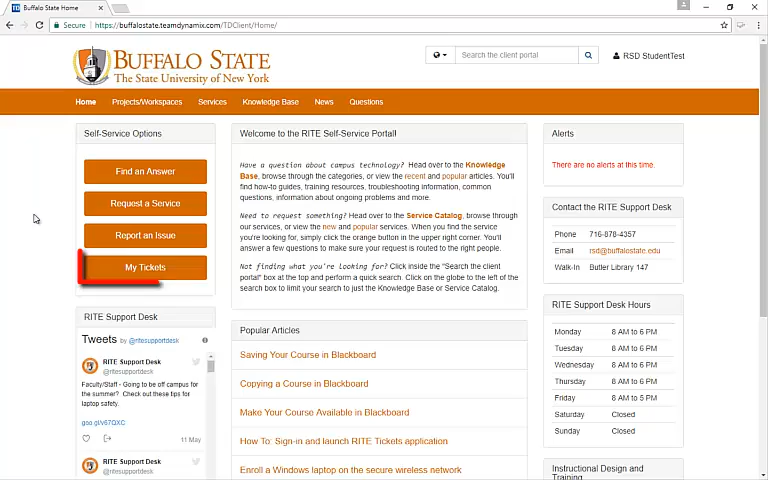 Buffalo State Home
Secure
https://buffalostate.teamdynamix.com/TDClient/Home/
BUFFALO STATE
The State University of New York
Search the client portal
RSD StudentTest
Home
Projects/Workspaces
Services
Knowledge Base
News
Questions
Self-Service Options
Find an Answer
Request a Service
Report an Issue
My Tickets
RITE Support Desk
Tweets by @ritesupportdesk
RITE Support Desk
@ritesupportdesk
Faculty/Staff - Going to be off campus for
the summer? Check out these tips for
laptop safety.
goo.gl/v67QXC
11 May
RITE Support Desk
@ritesupportdesk
Welcome to the RITE Self-Service Portal!
Have a question about campus technology? Head over to the Knowledge
Base, browse through the categories, or view the recent and popular articles. You'll
find how-to guides, training resources, troubleshooting information, common
questions, information about ongoing problems and more.
Need to request something? Head over to the Service Catalog, browse through
our services, or view the new and popular services. When you find the service
you're looking for, simply click the orange button in the upper right corner. You'll
answer a few questions to make sure your request is routed to the right people.
Not finding what you're looking for? Click inside the "Search the client
portal" box at the top and perform a quick search. Click on the globe to the left of the
search box to limit your search to just the Knowledge Base or Service Catalog.
Popular Articles
Saving Your Course in Blackboard
Copying a Course in Blackboard
Make Your Course Available in Blackboard
How To: Sign-in and launch RITE Tickets application
Enroll a Windows laptop on the secure wireless network
Alerts
There are no alerts at this time.
Contact the RITE Support Desk
Phone 716-878-4357
Email rsd@buffalostate.edu
Walk-In Butler Library 147
RITE Support Desk Hours
Monday 8 AM to 6 PM
Tuesday 8 AM to 6 PM
Wednesday 8 AM to 6 PM
Thursday 8 AM to 6 PM
Friday 8 AM to 5 PM
Saturday Closed
Sunday Closed
Instructional Design and
Training